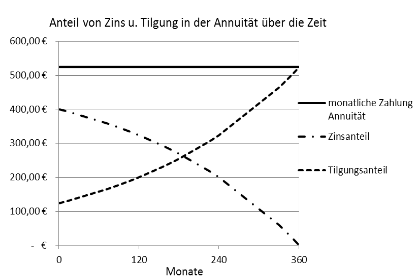 Anteil von Zins u. Tilgung in der Annuität über die Zeit
600,00 €
500,00 €
400,00 €
300,00 €
200,00 €
100,00 €
- €
0
120
240
360
Monate
monatliche Zahlung
Annuität
Zinsanteil
Tilgungsanteil